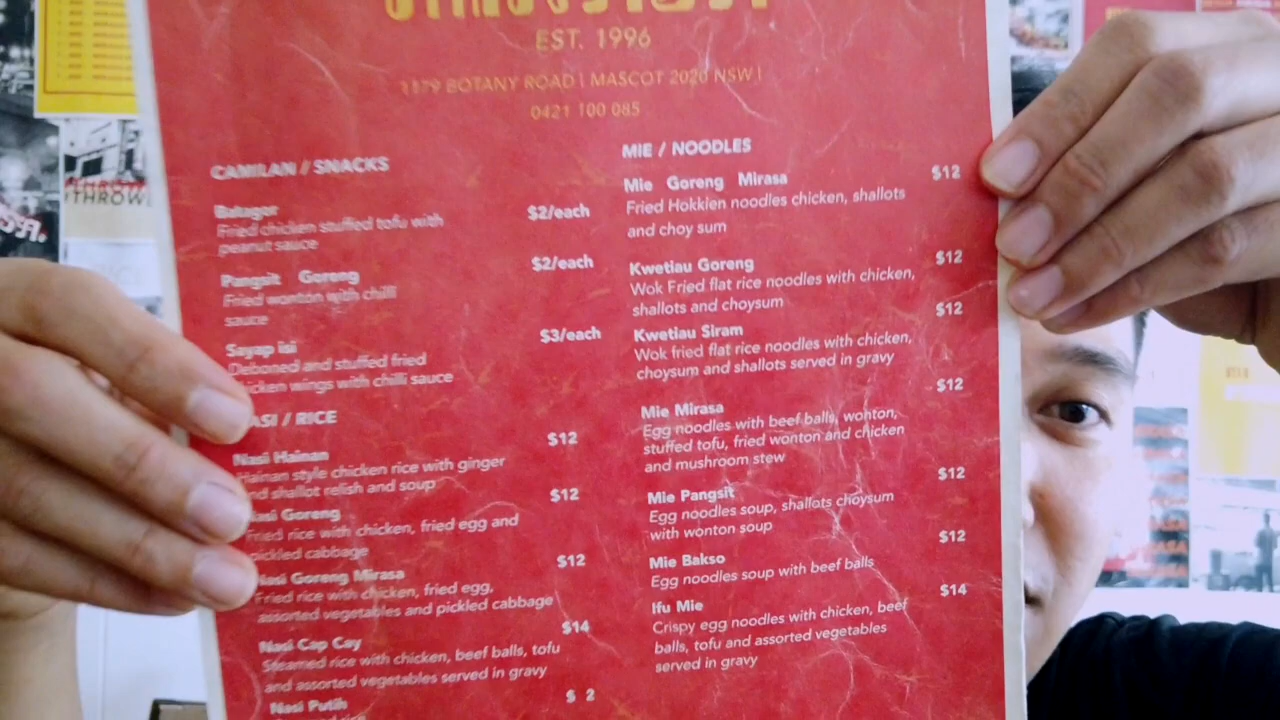 EST. 1996
1179 BOTANY ROAD | MASCOT 2020 NSW |
0421 100 085
CAMILAN / SNACKS
Batagor $2/each
Fried chicken stuffed tofu with
peanut sauce
Pangsit Goreng $2/each
Fried wonton with chilli
sauce
Sayap isi $3/each
Deboned and stuffed fried
chicken wings with chilli sauce
ASI / RICE
Nasi Hainan $12
Hainan style chicken rice with ginger
and shallot relish and soup
Nasi Goreng $12
Fried rice with chicken, fried egg and
pickled cabbage
Nasi Goreng Mirasa $12
Fried rice with chicken, fried egg,
assorted vegetables and pickled cabbage
Nasi Cap Cay $14
Steamed rice with chicken, beef balls, tofu
and assorted vegetables served in gravy
Nasi Putih $ 2
MIE / NOODLES
Mie Goreng Mirasa $12
Fried Hokkien noodles chicken, shallots
and choy sum
Kwetiau Goreng $12
Wok Fried flat rice noodles with chicken,
shallots and choysum
Kwetiau Siram $12
Wok fried flat rice noodles with chicken,
choysum and shallots served in gravy
Mie Mirasa $12
Egg noodles with beef balls, wonton,
stuffed tofu, fried wonton and chicken
and mushroom stew
Mie Pangsit $12
Egg noodles soup, shallots choysum
with wonton soup
Mie Bakso $12
Egg noodles soup with beef balls
Ifu Mie $14
Crispy egg noodles with chicken, beef
balls, tofu and assorted vegetables
served in gravy